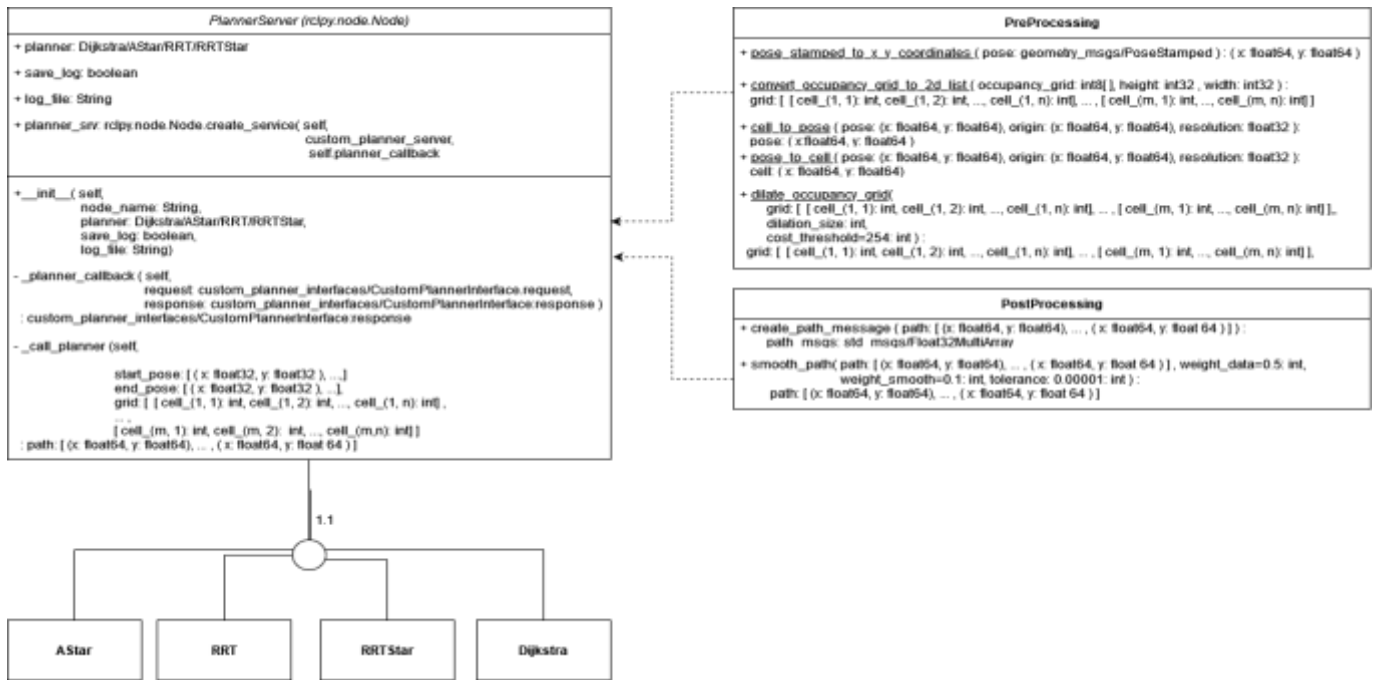 PlannerServer (rclpy.node.Node)
+ planner: Dijkstra/AStar/RRT/RRTStar
+ save_log: boolean
+ log_file: String
+ planner_srv: rclpy.node.Node.create_service( self,
custom_planner_server,
self.planner_callback
+__init__( self,
node_name: String,
planner: Dijkstra/AStar/RRT/RRTStar,
save_log: boolean,
log_file: String)
- _planner_callback ( self,
request: custom_planner_interfaces/CustomPlannerInterface.request,
response: custom_planner_interfaces/CustomPlannerInterface:response )
: custom_planner_interfaces/CustomPlannerInterface:response
- _call_planner (self,
start_pose: [ ( x: float32, y: float32 ), ...,]
end_pose: [ ( x: float32, y: float32 ), ...],
grid: [ [ cell_(1, 1): int, cell_(1, 2): int, ..., cell_(1, n): int] ,
... ,
[ cell_(m, 1): int, cell_(m, 2): int, ..., cell_(m,n): int] ]
: path: [ (x: float64, y: float64), ... , ( x: float64, y: float 64 ) ]
1.1
AStar
RRT
RRTStar
Dijkstra
PreProcessing
+ pose_stamped_to_x_y_coordinates ( pose: geometry_msgs/PoseStamped ) : ( x: float64, y: float64 )
+ convert_occupancy_grid_to_2d_list ( occupancy_grid: int8[ ], height: int32 , width: int32 ) :
grid: [ [ cell_(1, 1): int, cell_(1, 2): int, ..., cell_(1, n): int], ... , [ cell_(m, 1): int, ..., cell_(m, n): int] ]
+ cell_to_pose ( pose: (x: float64, y: float64), origin: (x: float64, y: float64), resolution: float32 ):
pose: ( x:float64, y: float64 )
+ pose_to_cell ( pose: (x: float64, y: float64), origin: (x: float64, y: float64), resolution: float32 ):
cell: ( x: float64, y: float64)
+ dilate_occupancy_grid(
grid: [ [ cell_(1, 1): int, cell_(1, 2): int, ..., cell_(1, n): int], ... , [ cell_(m, 1): int, ..., cell_(m, n): int] ],,
dilation_size: int,
cost_threshold=254: int ) :
grid: [ [ cell_(1, 1): int, cell_(1, 2): int, ..., cell_(1, n): int], ... , [ cell_(m, 1): int, ..., cell_(m, n): int] ],
PostProcessing
+ create_path_message ( path: [ (x: float64, y: float64), ... , ( x: float64, y: float 64 ) ] ) :
path_msgs: std_msgs/Float32MultiArray
+ smooth_path( path: [ (x: float64, y: float64), ... , ( x: float64, y: float 64 ) ] , weight_data=0.5: int,
weight_smooth=0.1: int, tolerance: 0.00001: int ) :
path: [ (x: float64, y: float64), ... , ( x: float64, y: float 64 ) ]